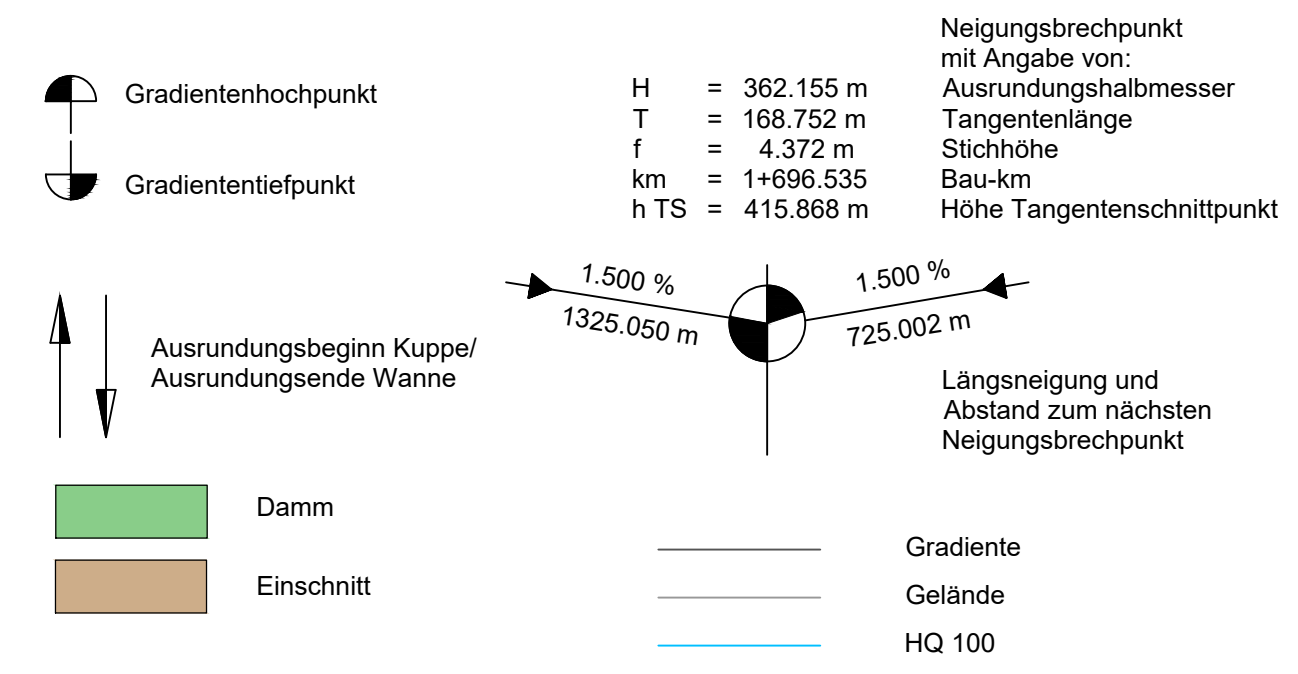 Gradientenhochpunkt
Gradiententiefpunkt
Ausrundungsbeginn Kuppe/
Ausrundungsende Wanne
Damm
Einschnitt
Neigungsbrechpunkt
mit Angabe von:
H = 362.155 m Ausrundungshalbmesser
T = 168.752 m Tangentenlänge
f = 4.372 m Stichhöhe
km = 1+696.535 Bau-km
h TS = 415.868 m Höhe Tangentenschnittpunkt
1.500 %
1325.050 m
1.500 %
725.002 m
Längsneigung und
Abstand zum nächsten
Neigungsbrechpunkt
Gradiente
Gelände
HQ 100